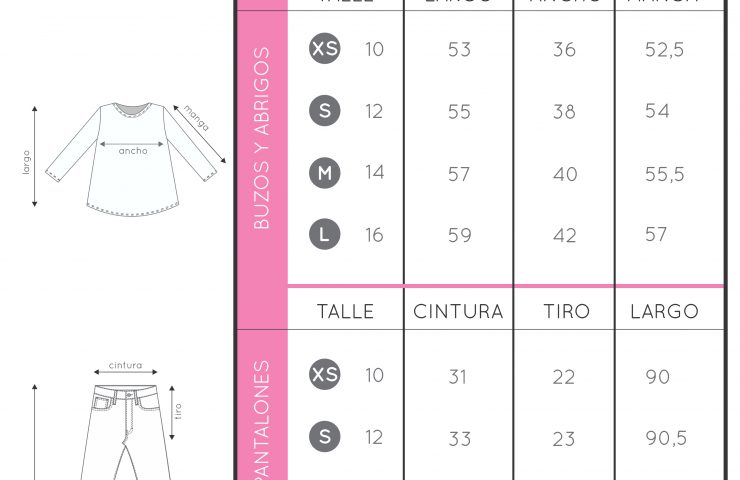 TALLE LARGO ANCHO MANGA
BUZOS Y ABRIGOS
XS 10 53 36 52,5
S 12 55 38 54
M 14 57 40 55,5
L 16 59 42 57
largo
ancho
manga
TALLE CINTURA TIRO LARGO
PANTALONES
XS 10 31 22 90
S 12 33 23 90,5
cintura
tiro